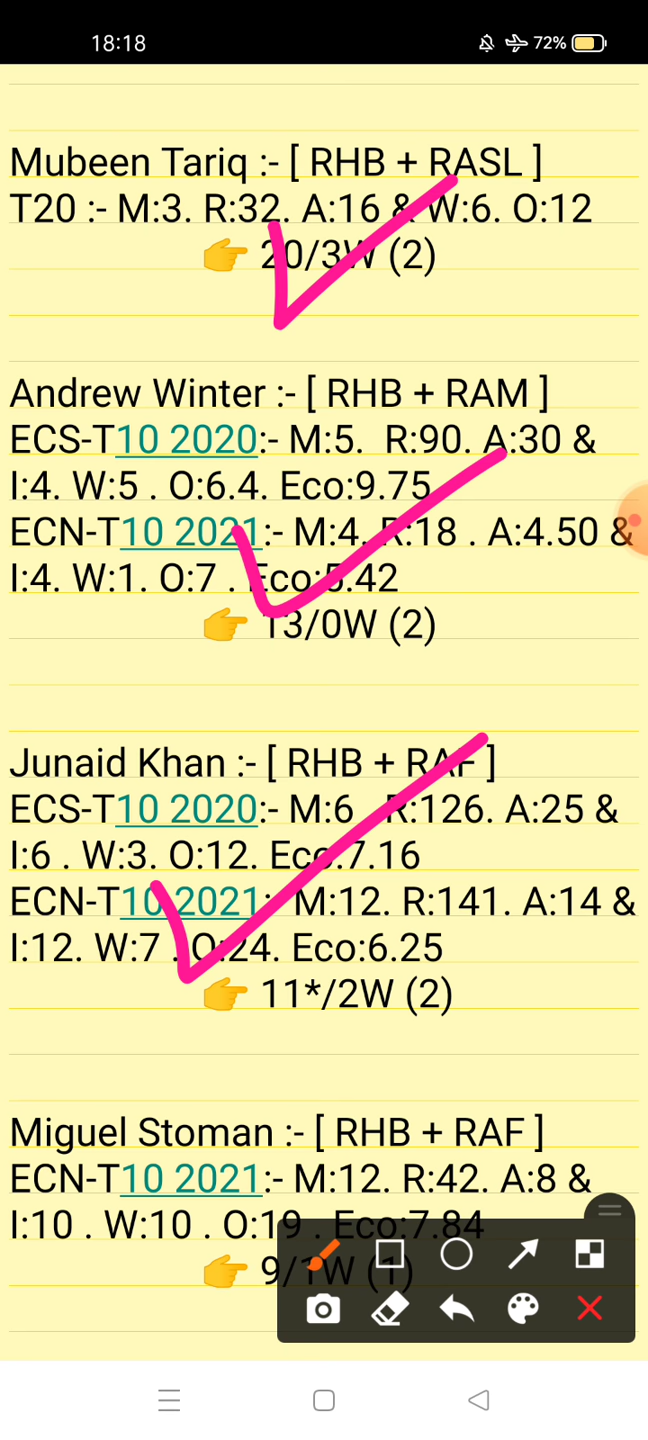 18:18 72%
Mubeen Tariq :- [ RHB + RASL ]
T20 :- M:3. R:32. A:16 & W:6. O:12
👉 20/3W (2)
Andrew Winter :- [ RHB + RAM ]
ECS-T10 2020:- M:5. R:90. A:30 &
I:4. W:5 . O:6.4. Eco:9.75
ECN-T10 2021:- M:4. R:18 . A:4.50 &
I:4. W:1. O:7 . Eco:5.42
👉 13/0W (2)
Junaid Khan :- [ RHB + RAF ]
ECS-T10 2020:- M:6 R:126. A:25 &
I:6 . W:3. O:12. Eco:7.16
ECN-T10 2021:- M:12. R:141. A:14 &
I:12. W:7 . O:24. Eco:6.25
👉 11*/2W (2)
Miguel Stoman :- [ RHB + RAF ]
ECN-T10 2021:- M:12. R:42. A:8 &
I:10 . W:10 . O:19 . Eco:7.84
👉 9/1W (1)